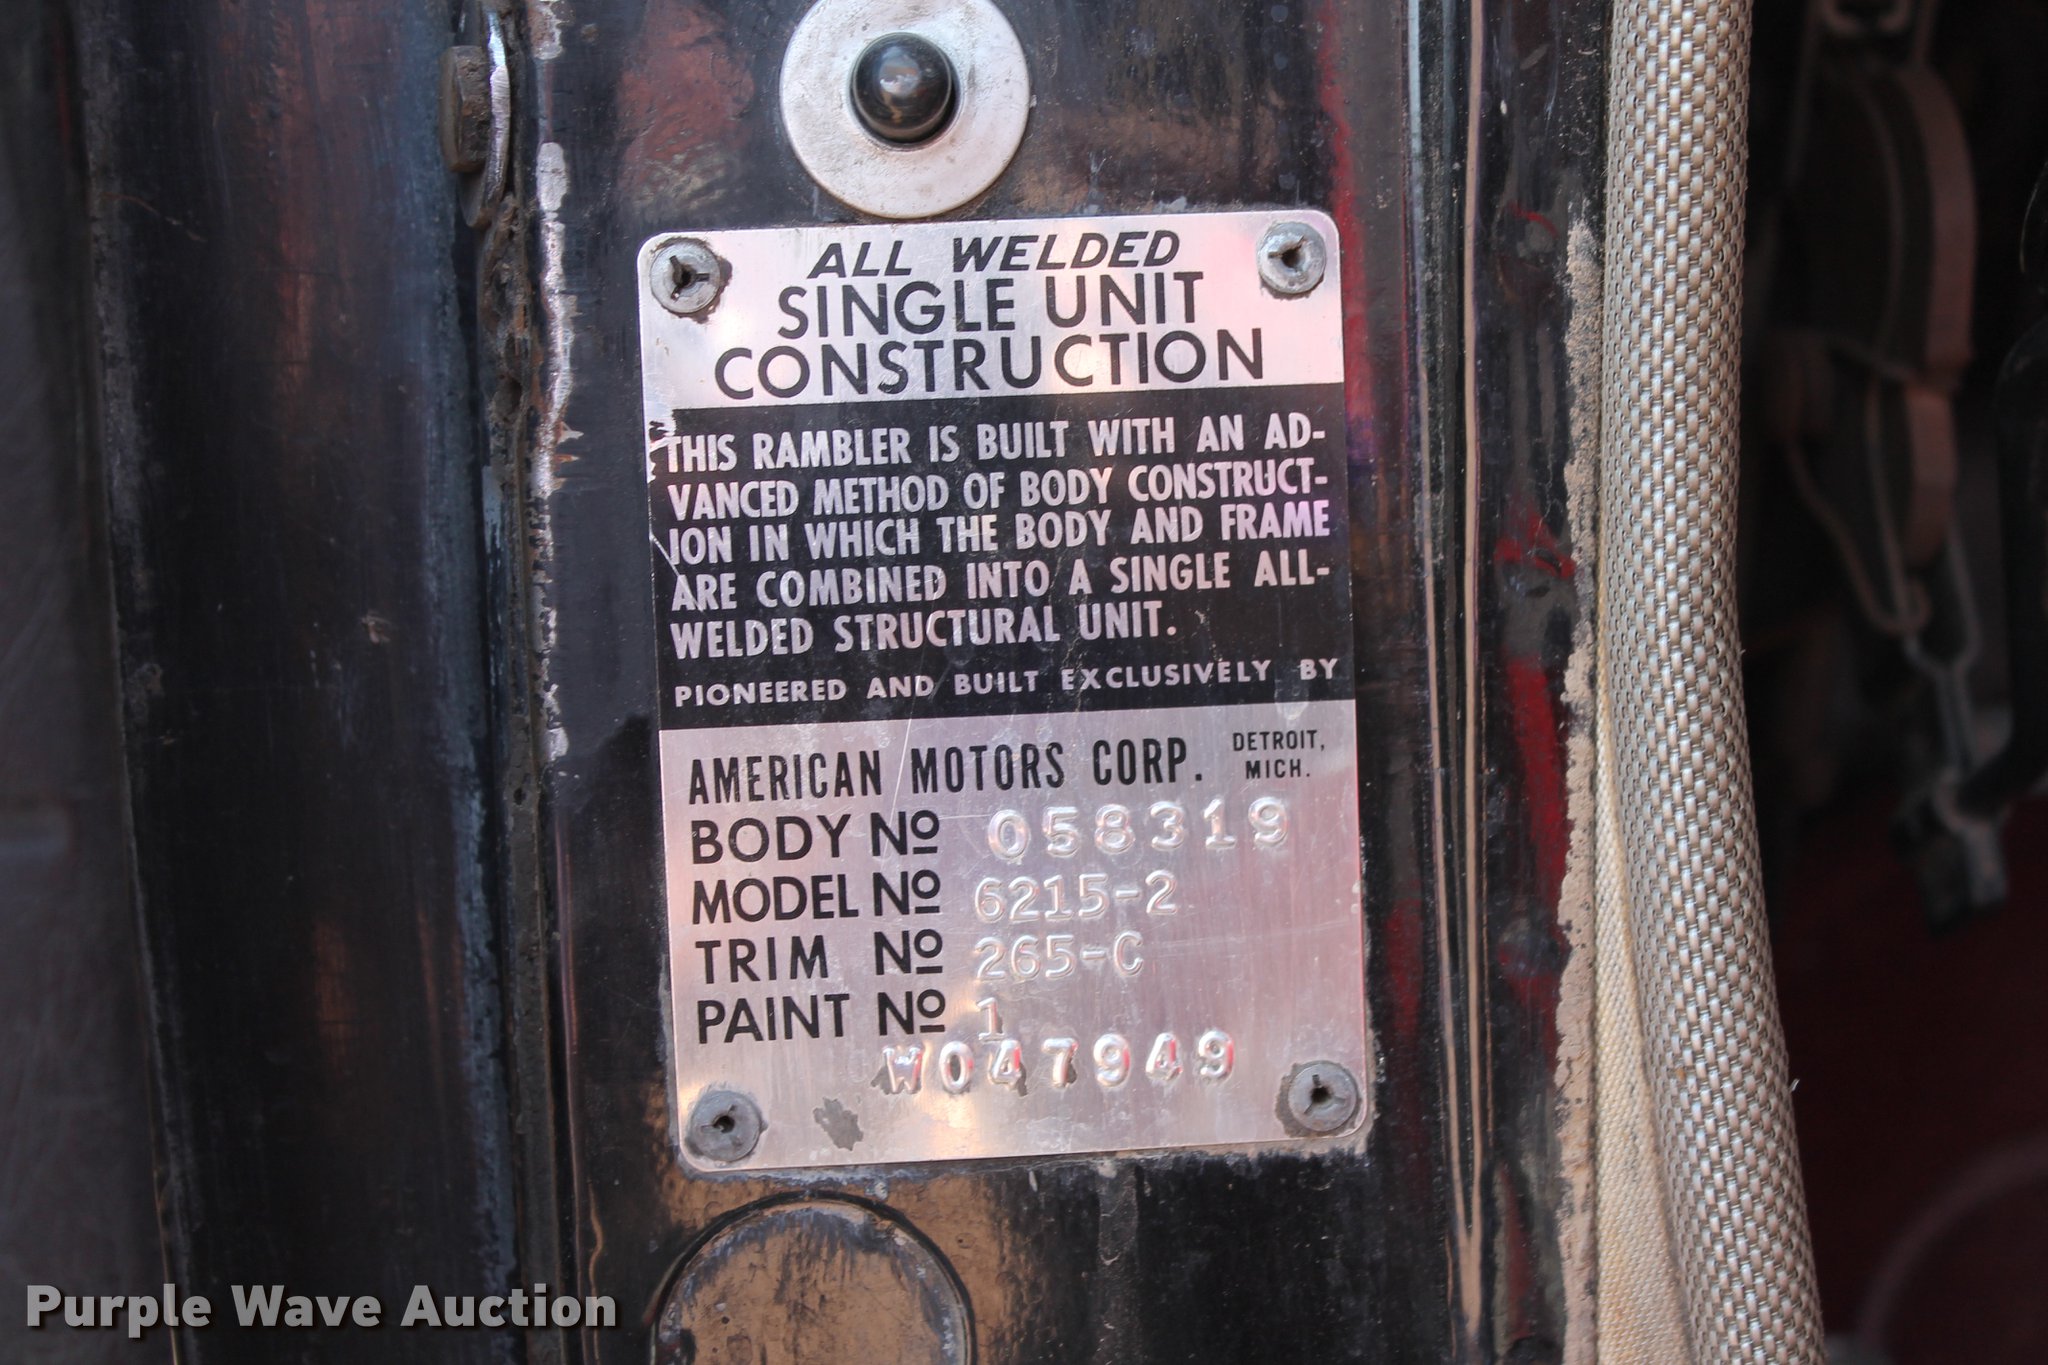 ALL WELDED
SINGLE UNIT
CONSTRUCTION
THIS RAMBLER IS BUILT WITH AN AD-
VANCED METHOD OF BODY CONSTRUCT-
ION IN WHICH THE BODY AND FRAME
ARE COMBINED INTO A SINGLE ALL-
WELDED STRUCTURAL UNIT.
PIONEERED AND BUILT EXCLUSIVELY BY
AMERICAN MOTORS CORP. DETROIT, MICH.
BODY No 058319
MODEL No 6215-2
TRIM No 265-C
PAINT No 1
W047949
Purple Wave Auction